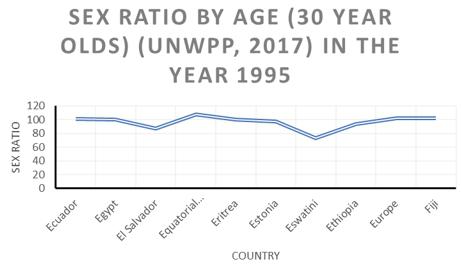 SEX RATIO BY AGE (30 YEAR
OLDS) (UNWPP, 2017) IN THE
YEAR 1995
120
100
80
60
40
20
0
SEX RATIO
Ecuador
Egypt
El Salvador
Equatorial...
Eritrea
Estonia
Eswatini
Ethiopia
Europe
Fiji
COUNTRY